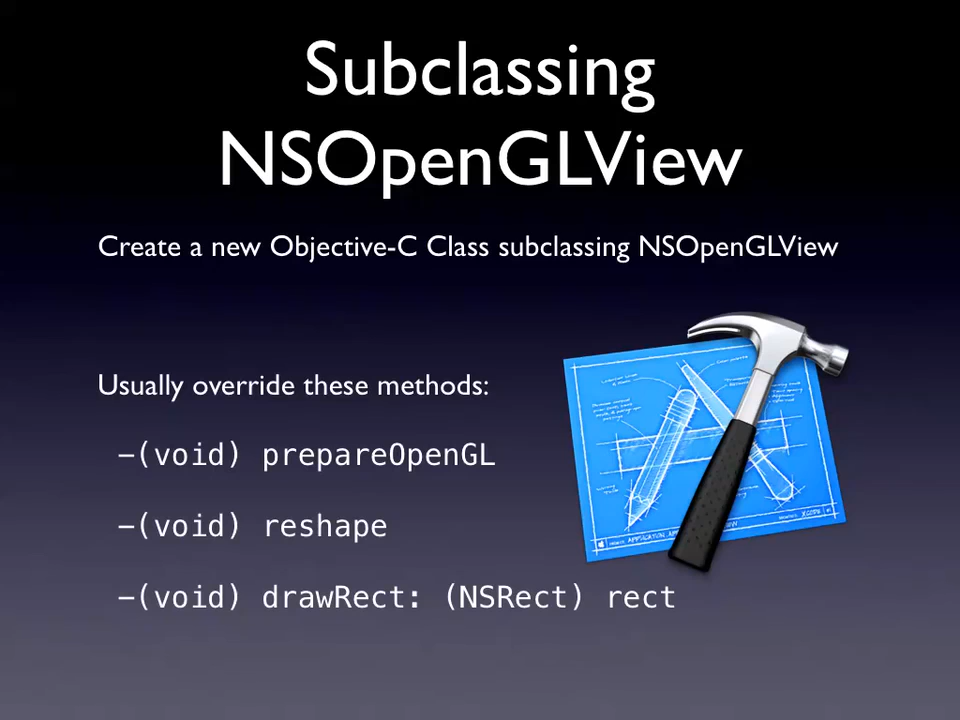 Subclassing
NSOpenGLView
Create a new Objective-C Class subclassing NSOpenGLView
Usually override these methods:
–(void) prepareOpenGL
–(void) reshape
–(void) drawRect: (NSRect) rect